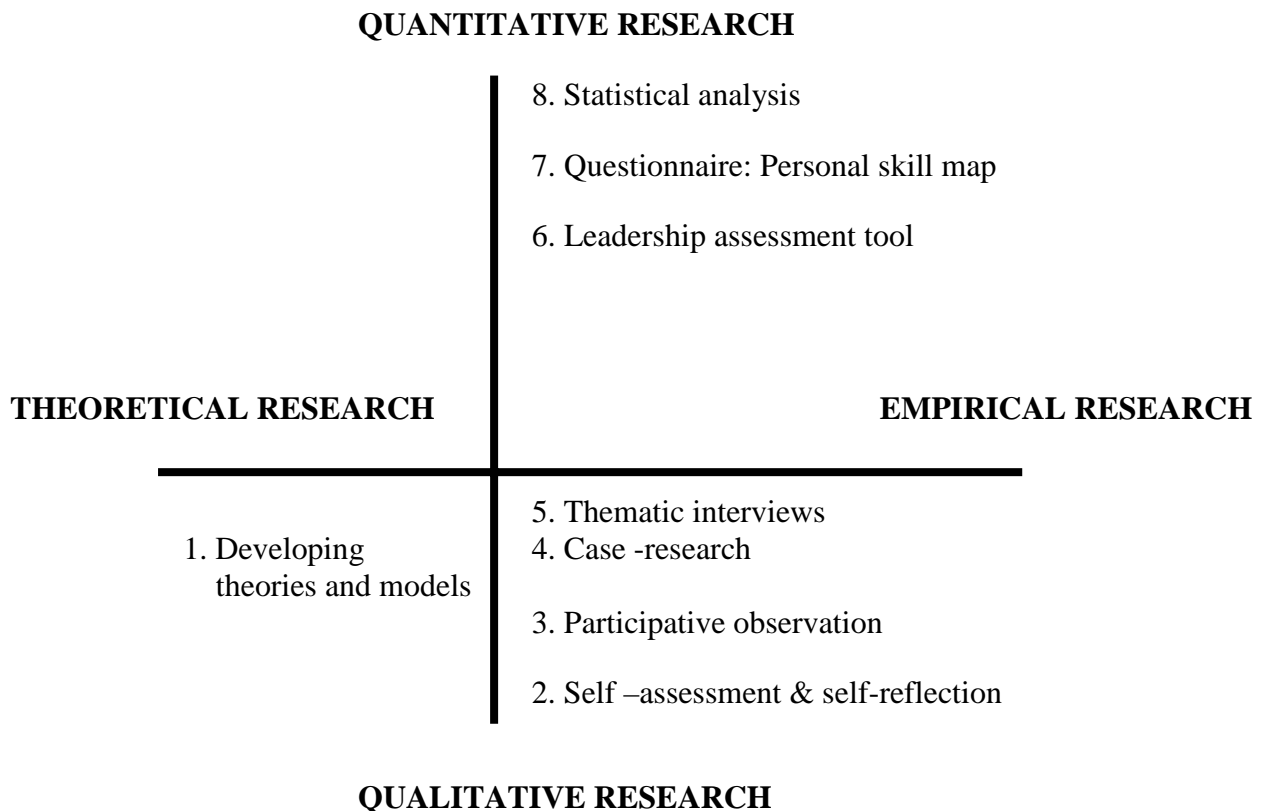 QUANTITATIVE RESEARCH
8. Statistical analysis
7. Questionnaire: Personal skill map
6. Leadership assessment tool
THEORETICAL RESEARCH
EMPIRICAL RESEARCH
5. Thematic interviews
1. Developing
theories and models
4. Case -research
3. Participative observation
2. Self –assessment & self-reflection
QUALITATIVE RESEARCH